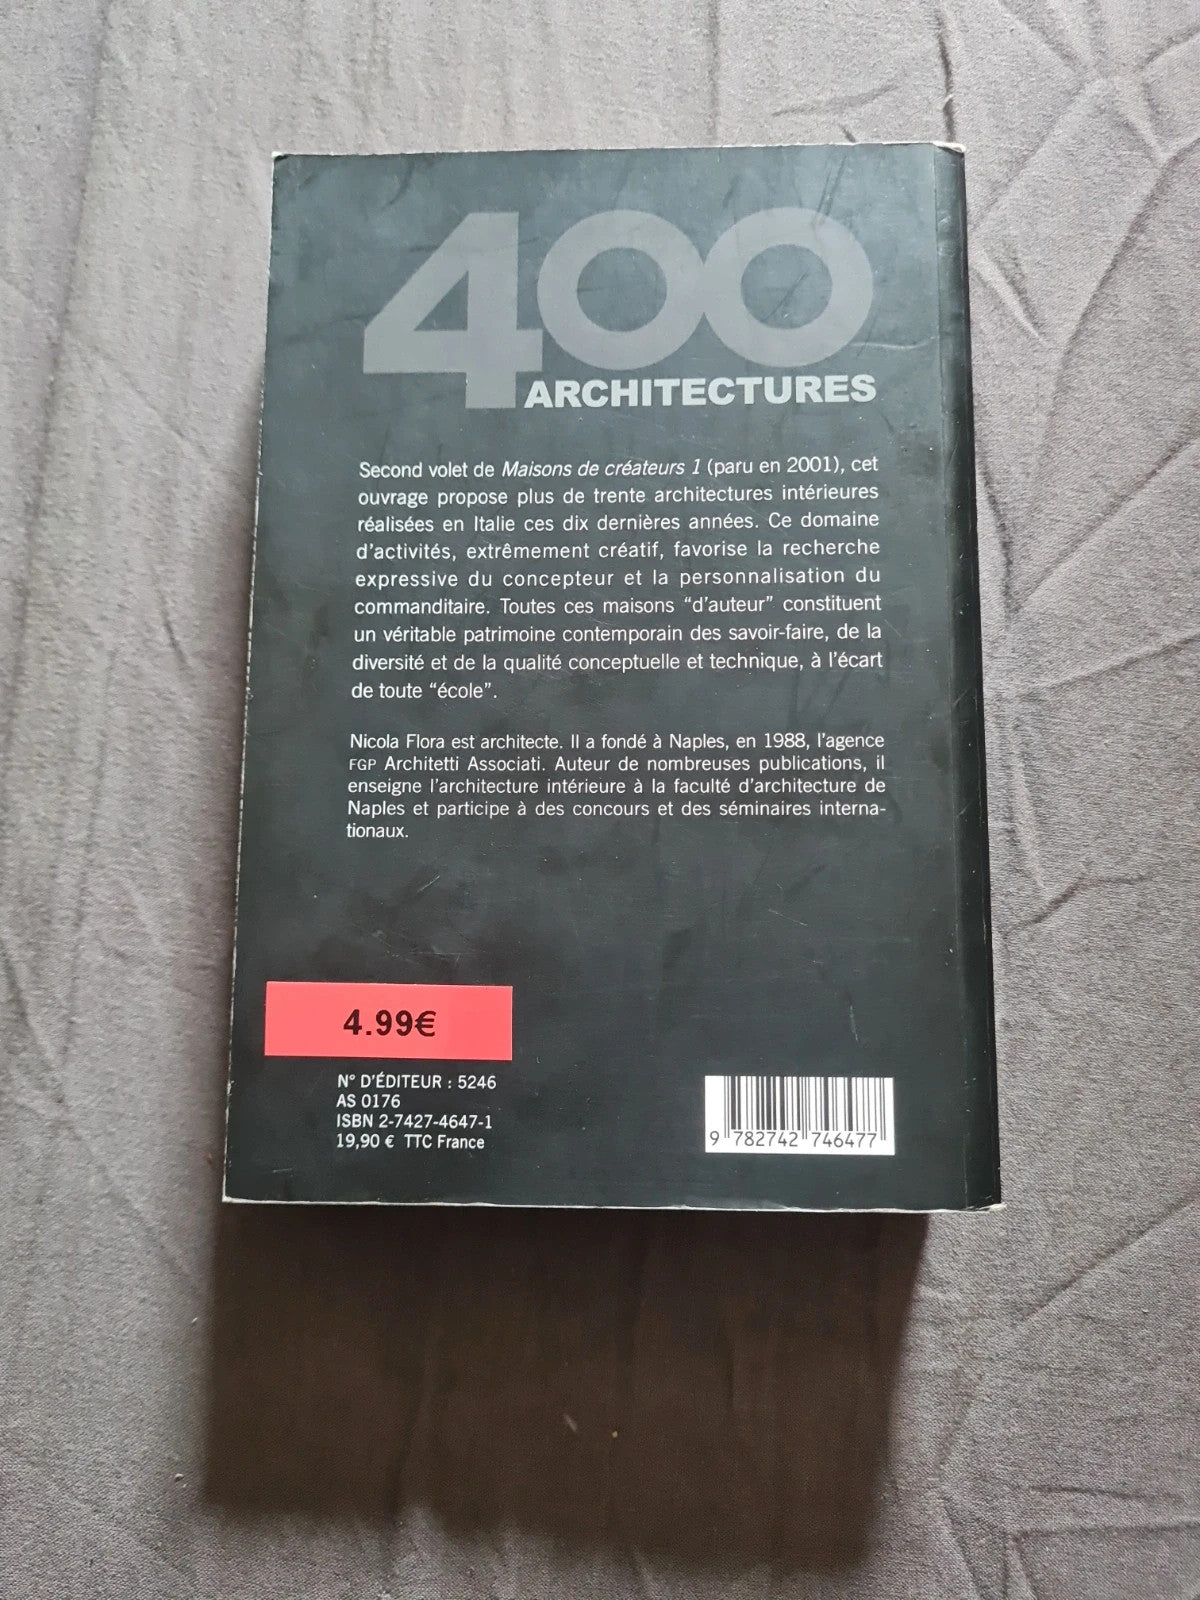 400
ARCHITECTURES
Second volet de Maisons de créateurs 1 (paru en 2001), cet
ouvrage propose plus de trente architectures intérieures
réalisées en Italie ces dix dernières années. Ce domaine
d'activités, extrêmement créatif, favorise la recherche
expressive du concepteur et la personnalisation du
commanditaire. Toutes ces maisons “d'auteur” constituent
un véritable patrimoine contemporain des savoir-faire, de la
diversité et de la qualité conceptuelle et technique, à l'écart
de toute “école”.
Nicola Flora est architecte. Il a fondé à Naples, en 1988, l'agence
FGP Architetti Associati. Auteur de nombreuses publications, il
enseigne l'architecture intérieure à la faculté d'architecture de
Naples et participe à des concours et des séminaires interna-
tionaux.
4.99€
N° D'ÉDITEUR : 5246
AS 0176
ISBN 2-7427-4647-1
19,90 € TTC France
9 782742 746477